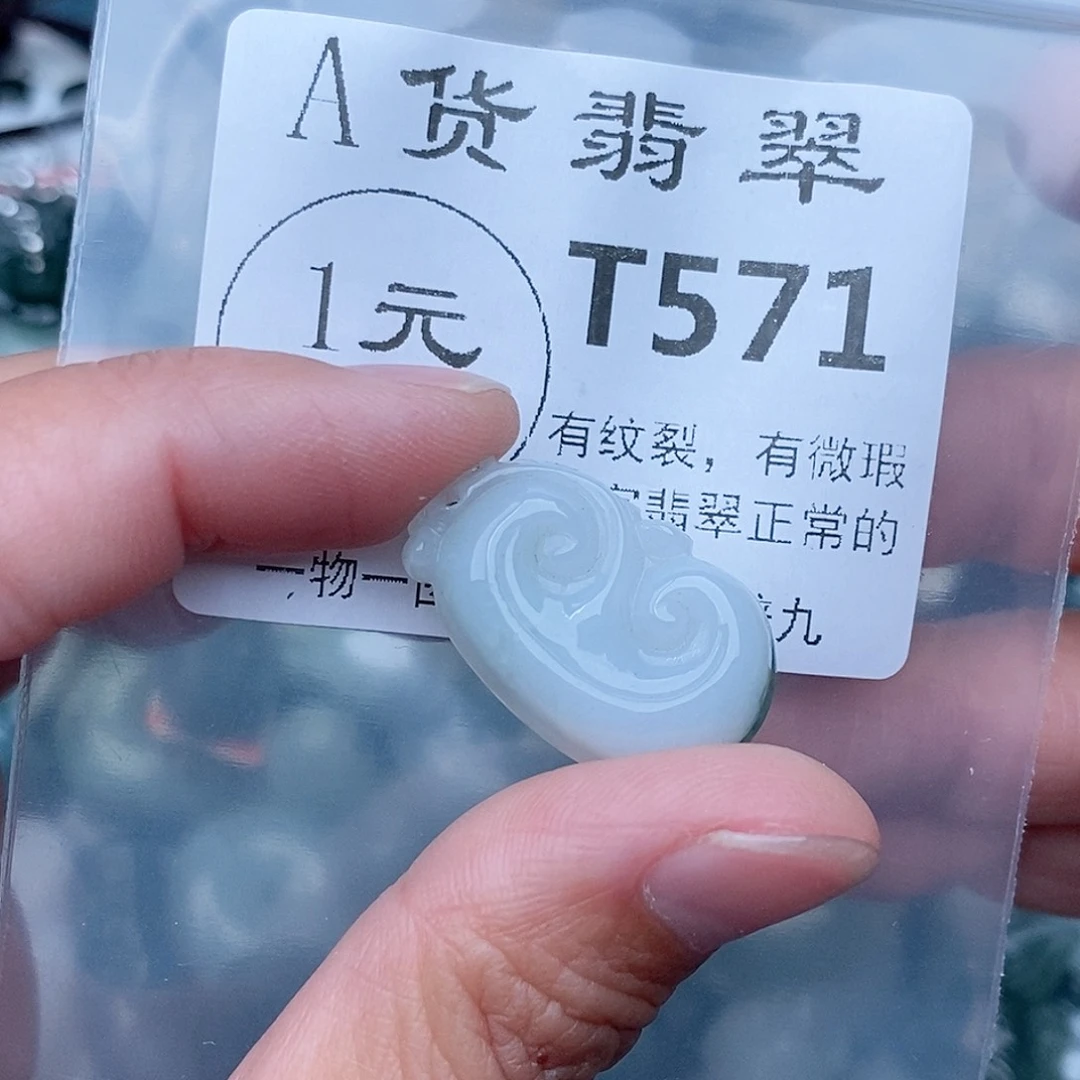 A货翡翠
1元
T571
有纹裂，有微瑕
翡翠正常的
一物一
九